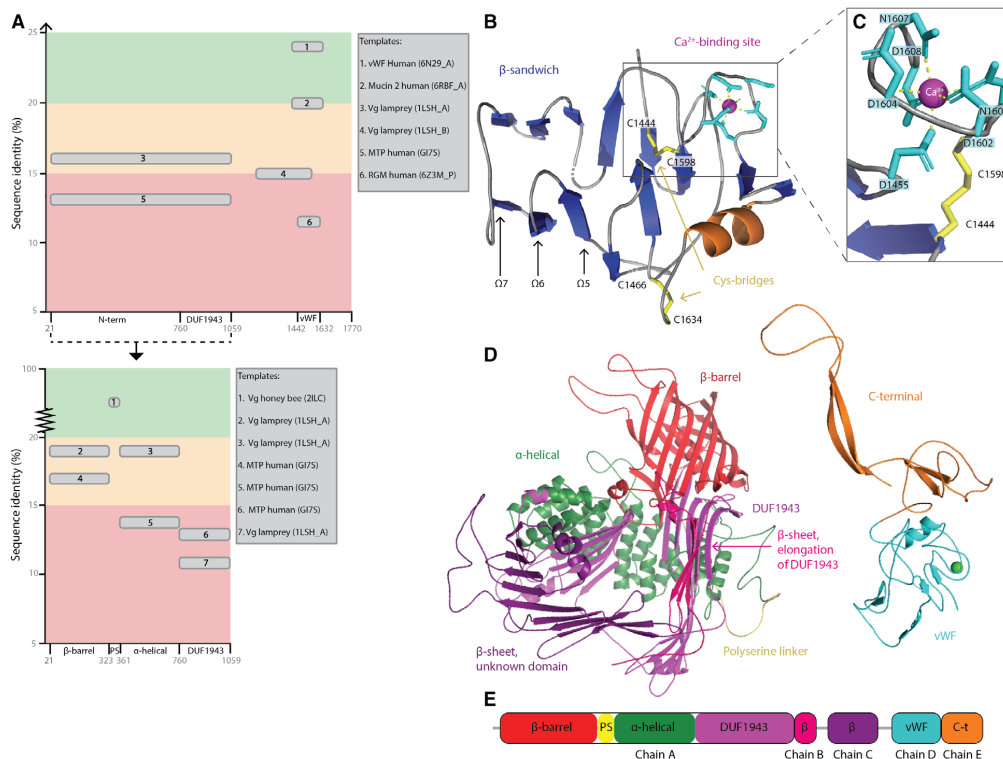 A
25
20
15
10
5
Sequence identity (%)
1
2
3
4
5
6
N-term
DUF1943
vWF
21
760
1059
1442
1632
1770
Templates:
1. vWF Human (6N29_A)
2. Mucin 2 human (6RBF_A)
3. Vg lamprey (1LSH_A)
4. Vg lamprey (1LSH_B)
5. MTP human (GI7S)
6. RGM human (6Z3M_P)
100
20
15
10
5
Sequence identity (%)
1
2
3
4
5
6
7
β-barrel
PS
α-helical
DUF1943
21
323
361
760
1059
Templates:
1. Vg honey bee (2ILC)
2. Vg lamprey (1LSH_A)
3. Vg lamprey (1LSH_A)
4. MTP human (GI7S)
5. MTP human (GI7S)
6. MTP human (GI7S)
7. Vg lamprey (1LSH_A)
B
Ca²⁺-binding site
β-sandwich
C1444
C1598
Ω7
Ω6
Ω5
C1466
Cys-bridges
C1634
C
N1607
D1608
Ca²⁺
D1604
N160
D1602
C1598
D1455
C1444
D
β-barrel
C-terminal
α-helical
DUF1943
β-sheet,
elongation
of DUF1943
β-sheet,
unknown domain
Polyserine linker
vWF
E
β-barrel
PS
α-helical
DUF1943
β
β
vWF
C-t
Chain A
Chain B
Chain C
Chain D
Chain E